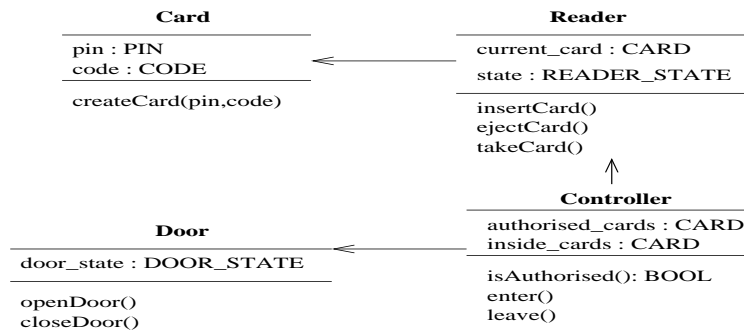 Card
pin : PIN
code : CODE
createCard(pin,code)
Reader
current_card : CARD
state : READER_STATE
insertCard()
ejectCard()
takeCard()
Door
door_state : DOOR_STATE
openDoor()
closeDoor()
Controller
authorised_cards : CARD
inside_cards : CARD
isAuthorised(): BOOL
enter()
leave()